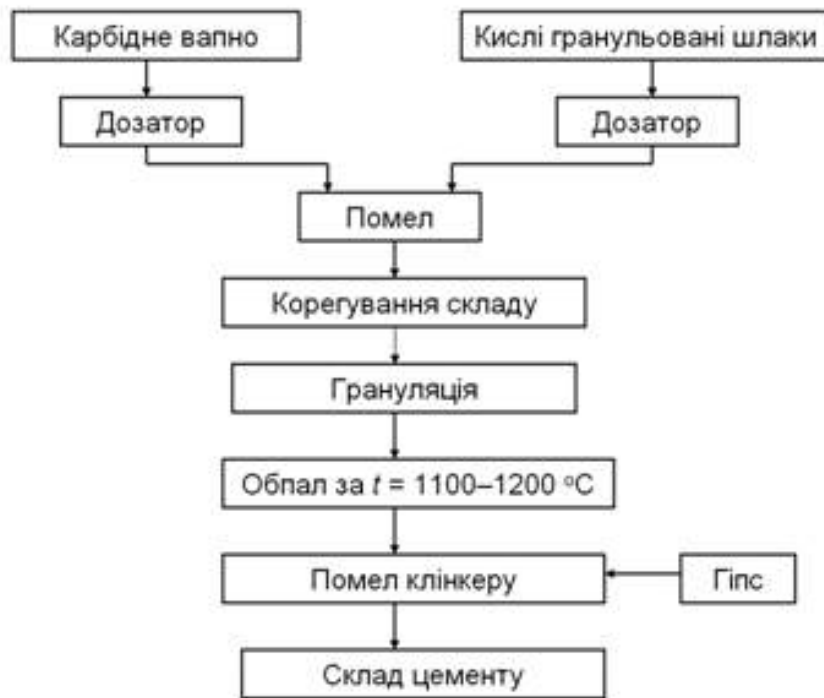 Карбідне вапно
Кислі гранульовані шлаки
Дозатор
Дозатор
Помел
Корегування складу
Грануляція
Обпал за t = 1100–1200 ºС
Помел клінкеру
Гіпс
Склад цементу